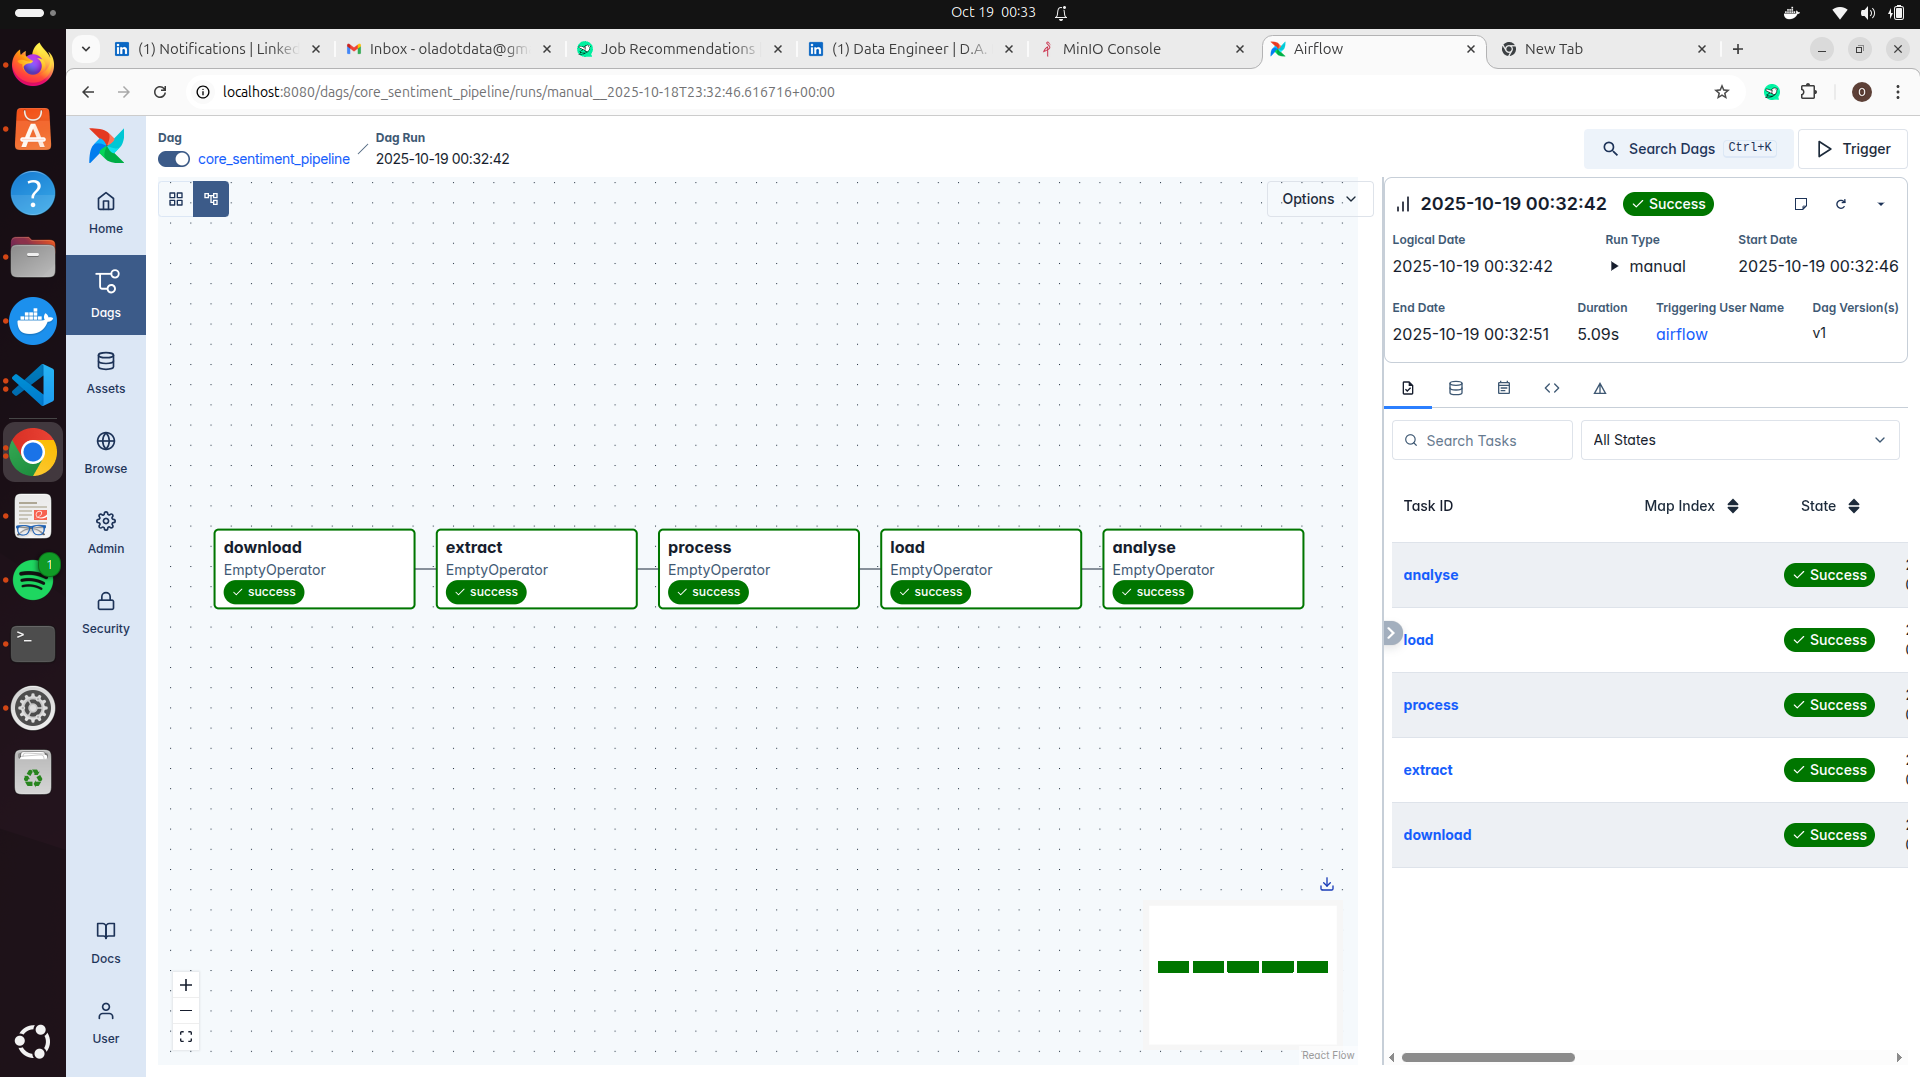 Oct 19 00:33
(1) Notifications | Linked
Inbox - oladotdata@gm
Job Recommendations
(1) Data Engineer | D.A.
MinIO Console
Airflow
New Tab
localhost:8080/dags/core_sentiment_pipeline/runs/manual__2025-10-18T23:32:46.616716+00:00
O
Dag
core_sentiment_pipeline
Dag Run
2025-10-19 00:32:42
Search Dags Ctrl+K
Trigger
Home
Dags
Assets
Browse
Admin
Security
Docs
User
1
Options
download
EmptyOperator
success
extract
EmptyOperator
success
process
EmptyOperator
success
load
EmptyOperator
success
analyse
EmptyOperator
success
React Flow
2025-10-19 00:32:42 Success
Logical Date
2025-10-19 00:32:42
Run Type
manual
Start Date
2025-10-19 00:32:46
End Date
2025-10-19 00:32:51
Duration
5.09s
Triggering User Name
airflow
Dag Version(s)
v1
Search Tasks
All States
Task ID Map Index State
analyse Success
load Success
process Success
extract Success
download Success